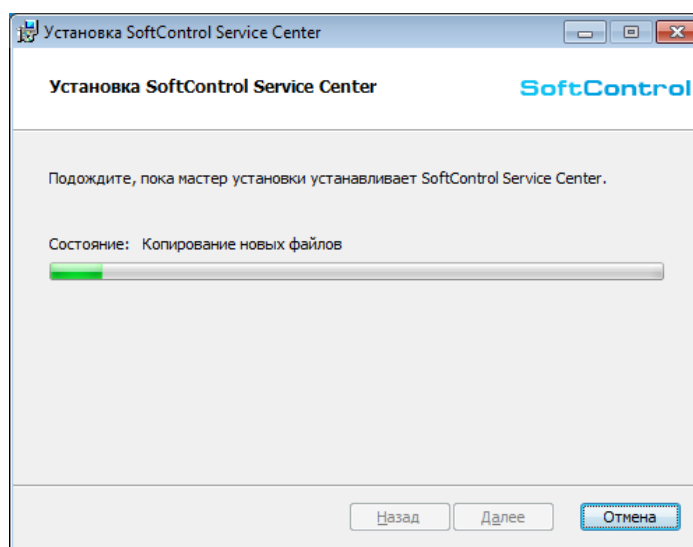 Установка SoftControl Service Center
Установка SoftControl Service Center
SoftControl
Подождите, пока мастер установки устанавливает SoftControl Service Center.
Состояние: Копирование новых файлов
Назад
Далее
Отмена